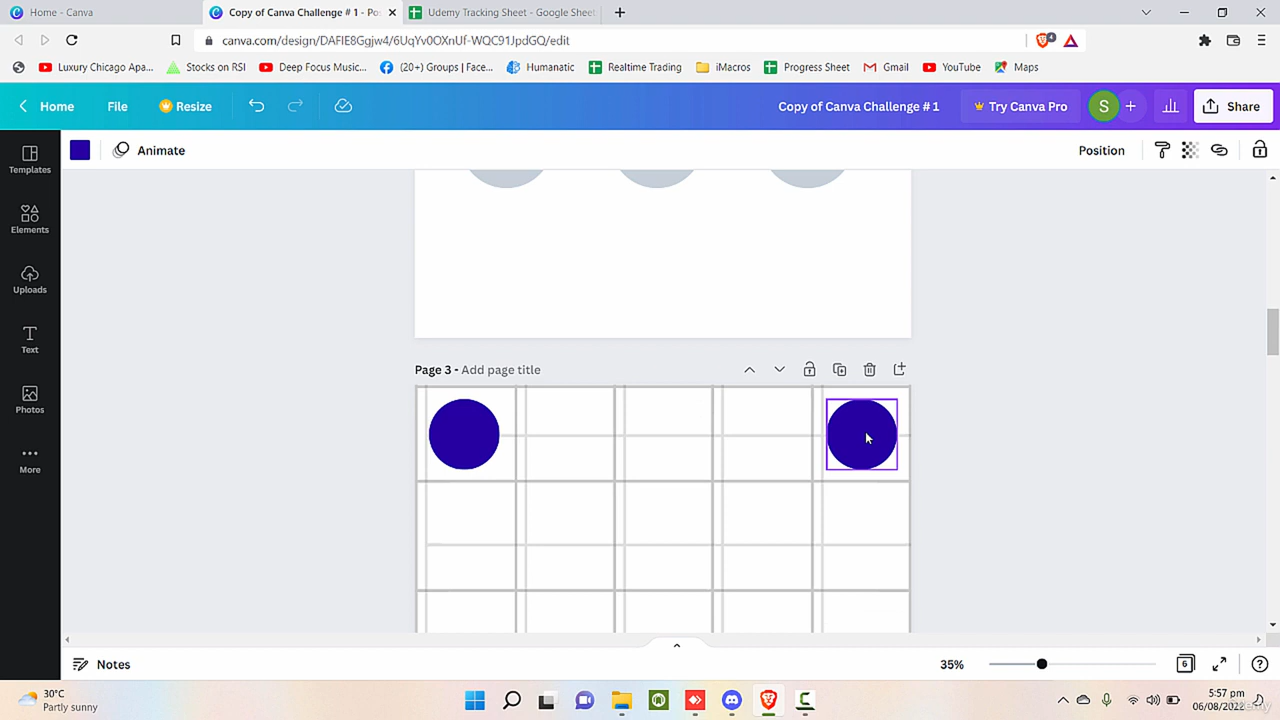 Home - Canva
Copy of Canva Challenge # 1 - Po
Udemy Tracking Sheet - Google Sheet
canva.com/design/DAFIE8Ggjw4/6UqYv0OXnUf-WQC91JpdGQ/edit
4
Luxury Chicago Apa...
Stocks on RSI
Deep Focus Music...
(20+) Groups | Face...
Humanatic
Realtime Trading
iMacros
Progress Sheet
Gmail
YouTube
Maps
Home
File
Resize
Copy of Canva Challenge # 1
Try Canva Pro
S
Share
Animate
Position
Templates
Elements
Uploads
Text
Photos
More
Page 3 - Add page title
Notes
35%
6
30°C
Partly sunny
5:57 pm